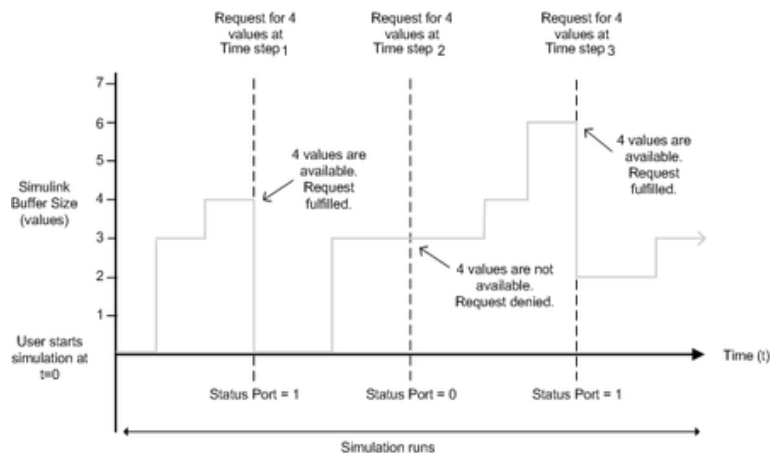 Request for 4
values at
Time step 1
Request for 4
values at
Time step 2
Request for 4
values at
Time step 3
7
6
5
4
3
2
1
Simulink
Buffer Size
(values)
4 values are
available.
Request
fulfilled.
4 values are not
available.
Request denied.
4 values are
available.
Request
fulfilled.
User starts
simulation at
t=0
Time (t)
Status Port = 1
Status Port = 0
Status Port = 1
Simulation runs